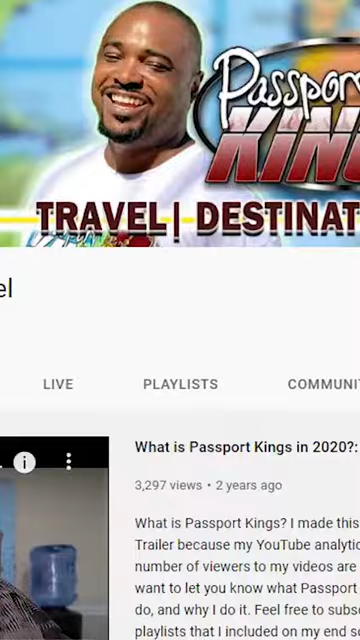 Passpor
KIN
TRAVEL| DESTINAT
el
LIVE
PLAYLISTS
COMMUNI
What is Passport Kings in 2020?:
3,297 views • 2 years ago
What is Passport Kings? I made this
Trailer because my YouTube analytic
number of viewers to my videos are
want to let you know what Passport
do, and why I do it. Feel free to subs
playlists that I included on my end s